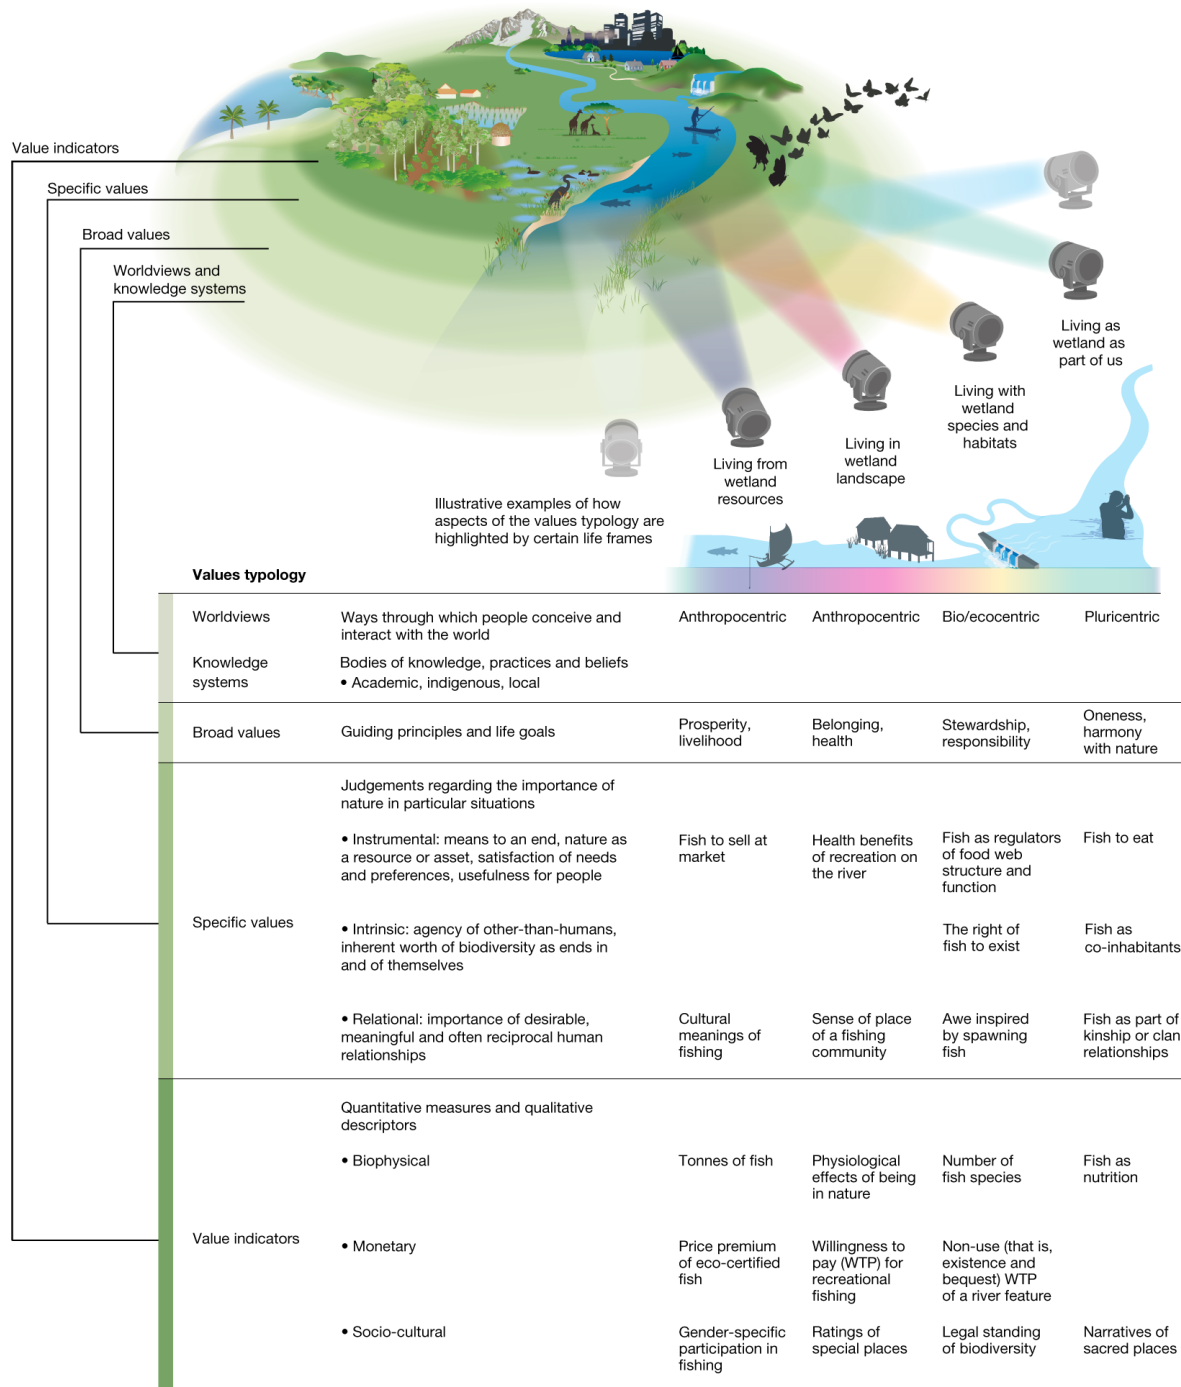 Value indicators
Specific values
Broad values
Worldviews and
knowledge systems
Living as
wetland as
part of us
Living with
wetland
species and
habitats
Living in
wetland
landscape
Living from
wetland
resources
Illustrative examples of how
aspects of the values typology are
highlighted by certain life frames
Values typology
Worldviews
Ways through which people conceive and
interact with the world
Anthropocentric
Anthropocentric
Bio/ecocentric
Pluricentric
Knowledge
systems
Bodies of knowledge, practices and beliefs
• Academic, indigenous, local
Broad values
Guiding principles and life goals
Prosperity,
livelihood
Belonging,
health
Stewardship,
responsibility
Oneness,
harmony
with nature
Specific values
Judgements regarding the importance of
nature in particular situations
• Instrumental: means to an end, nature as
a resource or asset, satisfaction of needs
and preferences, usefulness for people
Fish to sell at
market
Health benefits
of recreation on
the river
Fish as regulators
of food web
structure and
function
Fish to eat
• Intrinsic: agency of other-than-humans,
inherent worth of biodiversity as ends in
and of themselves
The right of
fish to exist
Fish as
co-inhabitants
• Relational: importance of desirable,
meaningful and often reciprocal human
relationships
Cultural
meanings of
fishing
Sense of place
of a fishing
community
Awe inspired
by spawning
fish
Fish as part of
kinship or clan
relationships
Value indicators
Quantitative measures and qualitative
descriptors
• Biophysical
Tonnes of fish
Physiological
effects of being
in nature
Number of
fish species
Fish as
nutrition
• Monetary
Price premium
of eco-certified
fish
Willingness to
pay (WTP) for
recreational
fishing
Non-use (that is,
existence and
bequest) WTP
of a river feature
• Socio-cultural
Gender-specific
participation in
fishing
Ratings of
special places
Legal standing
of biodiversity
Narratives of
sacred places